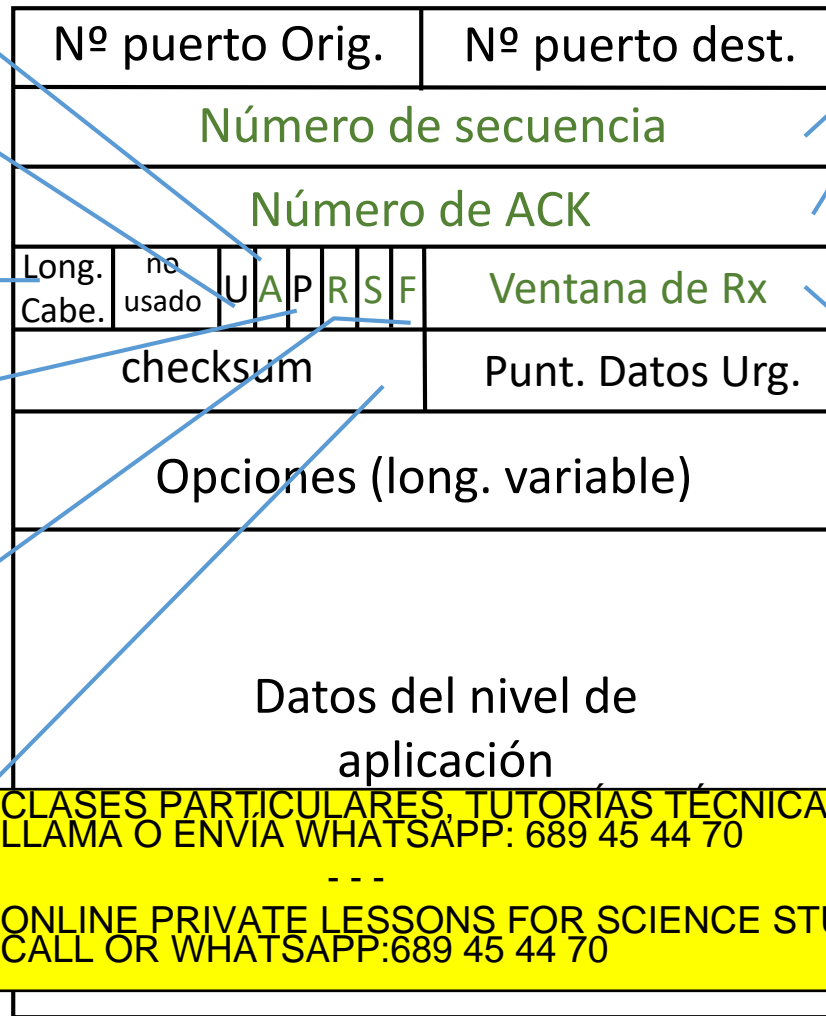 Nº puerto Orig. Nº puerto dest.
Número de secuencia
Número de ACK
Long. Cabe. no usado U A P R S F Ventana de Rx
checksum Punt. Datos Urg.
Opciones (long. variable)
Datos del nivel de
aplicación
CLASES PARTICULARES, TUTORÍAS TÉCNICA
LLAMA O ENVÍA WHATSAPP: 689 45 44 70
- - -
ONLINE PRIVATE LESSONS FOR SCIENCE STU
CALL OR WHATSAPP:689 45 44 70